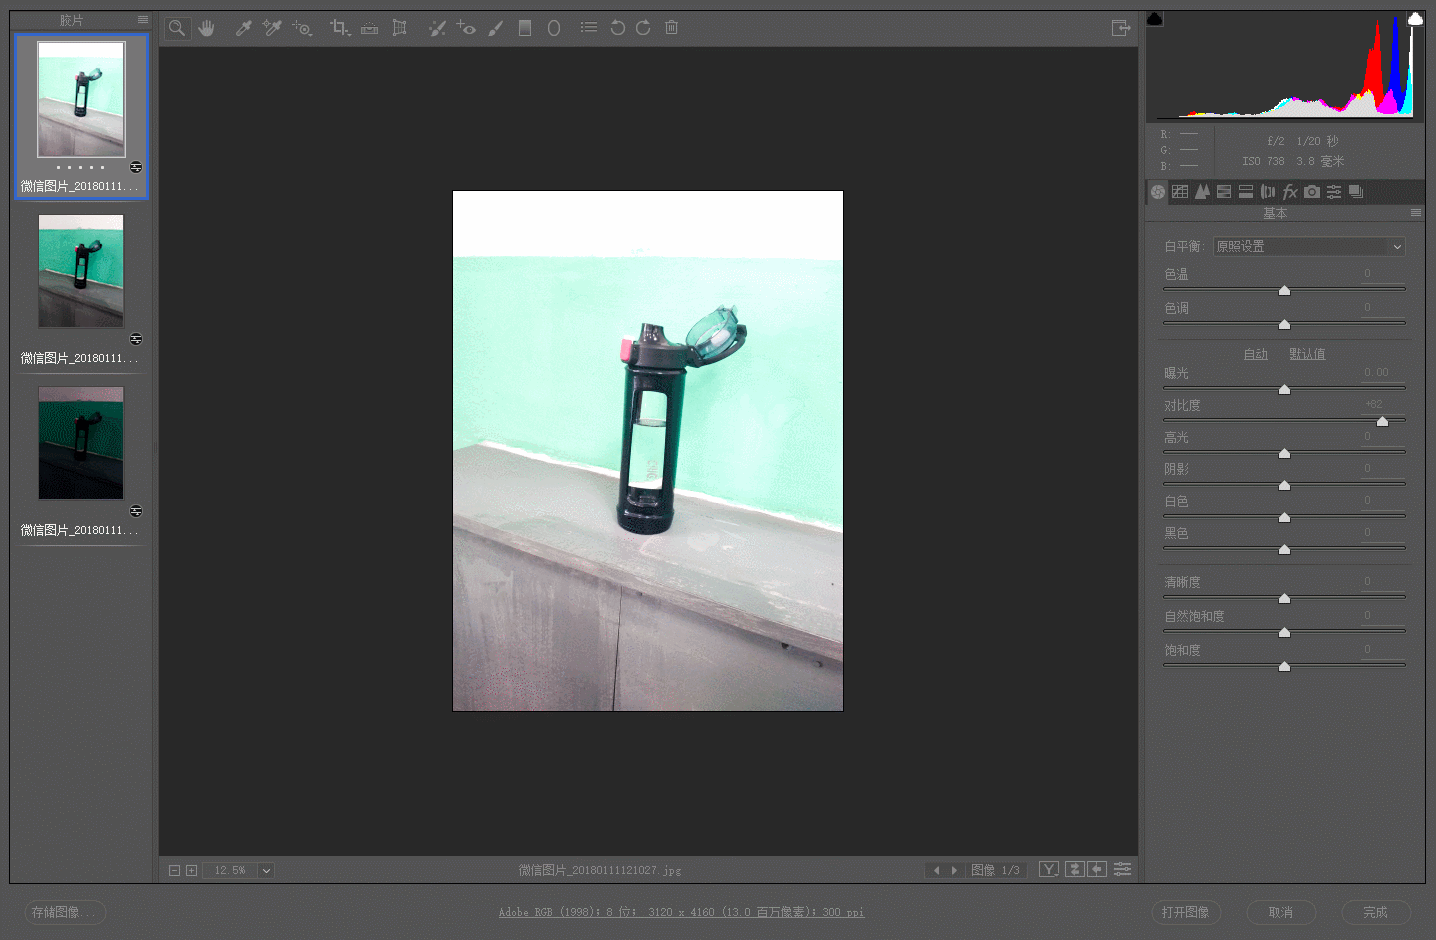 胶片
微信图片_20180111...
微信图片_20180111...
微信图片_20180111...
R: —
G: —
B: —
f/2 1/20 秒
ISO 738 3.8 毫米
fx
基本
白平衡: 原照设置
色温 0
色调 0
自动 默认值
曝光 0.00
对比度 +82
高光 0
阴影 0
白色 0
黑色 0
清晰度 0
自然饱和度 0
饱和度 0
12.5%
微信图片_20180111121027.jpg
图像 1/3
Y
存储图像...
Adobe RGB (1998); 8 位; 3120 x 4160 (13.0 百万像素); 300 ppi
打开图像
取消
完成